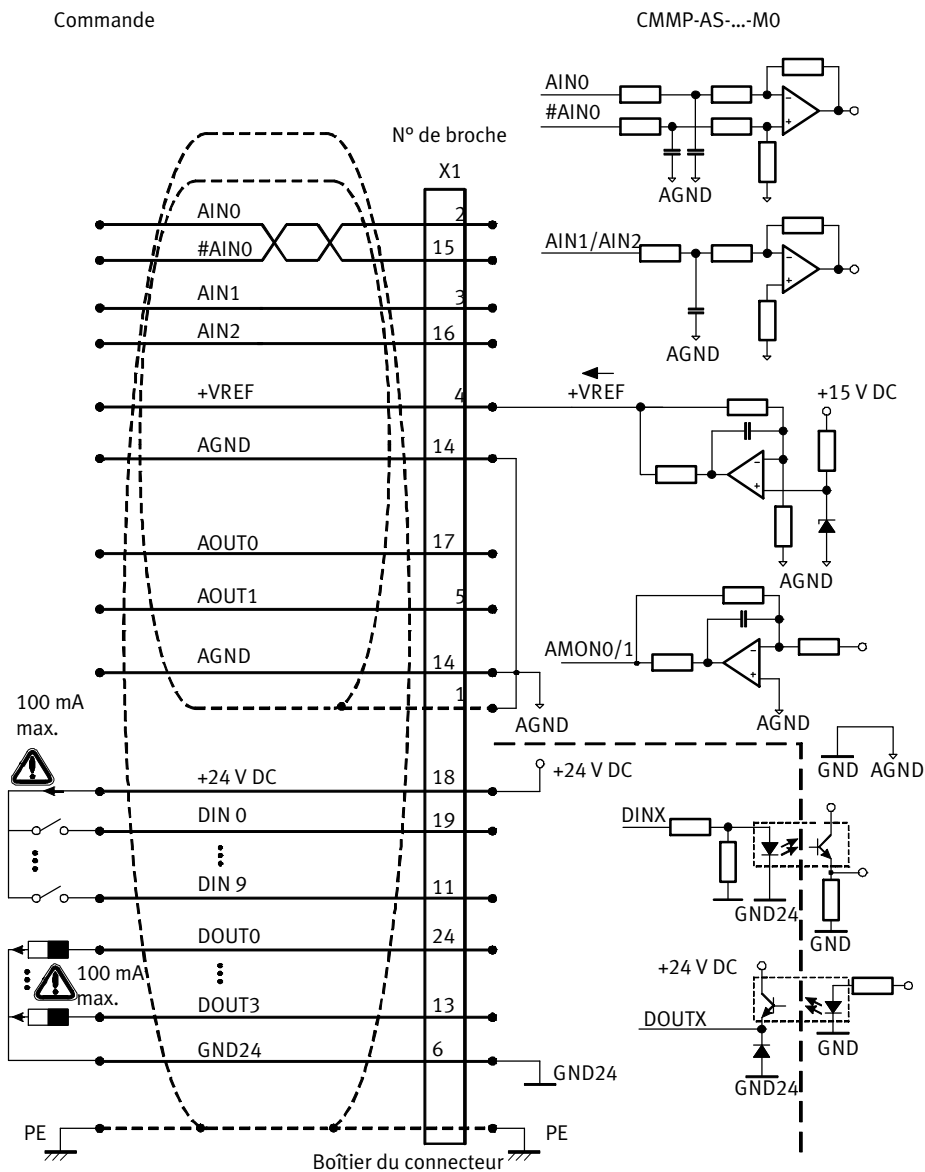 Commande
CMMP-AS-...-M0
N° de broche
X1
AIN0
2
#AIN0
15
AIN1
3
AIN2
16
+VREF
4
AGND
14
AOUT0
17
AOUT1
5
AGND
14
1
AGND
100 mA
max.
+24 V DC
18
+24 V DC
DIN 0
19
DIN 9
11
DOUT0
24
100 mA
max.
DOUT3
13
GND24
6
GND24
PE
PE
Boîtier du connecteur
AIN0
#AIN0
AGND
AIN1/AIN2
AGND
+VREF
+15 V DC
AGND
AMON0/1
AGND
GND
AGND
DINX
GND24
GND
+24 V DC
DOUTX
GND
GND24